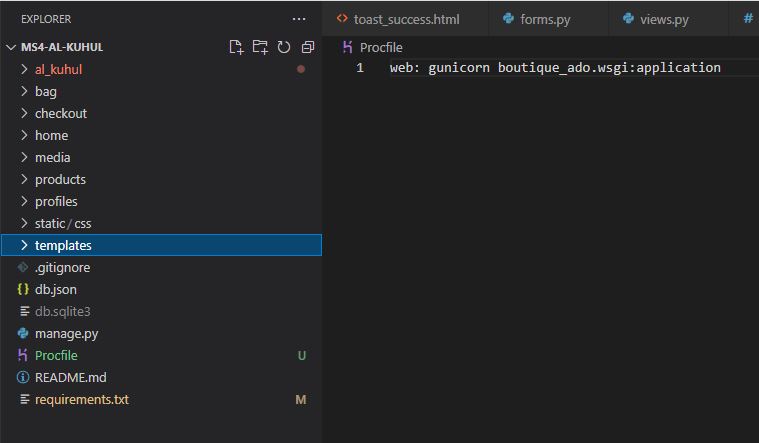 EXPLORER
toast_success.html
forms.py
views.py
#
MS4-AL-KUHUL
Procfile
al_kuhul
1 web: gunicorn boutique_ado.wsgi:application
bag
checkout
home
media
products
profiles
static/css
templates
.gitignore
{} db.json
db.sqlite3
manage.py
Procfile U
README.md
requirements.txt M